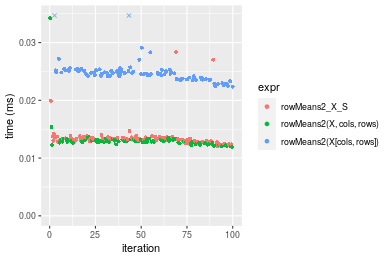 0.03
0.02
0.01
0.00
time (ms)
0
25
50
75
100
iteration
expr
rowMeans2_X_S
rowMeans2(X, cols, rows)
rowMeans2(X[cols, rows])